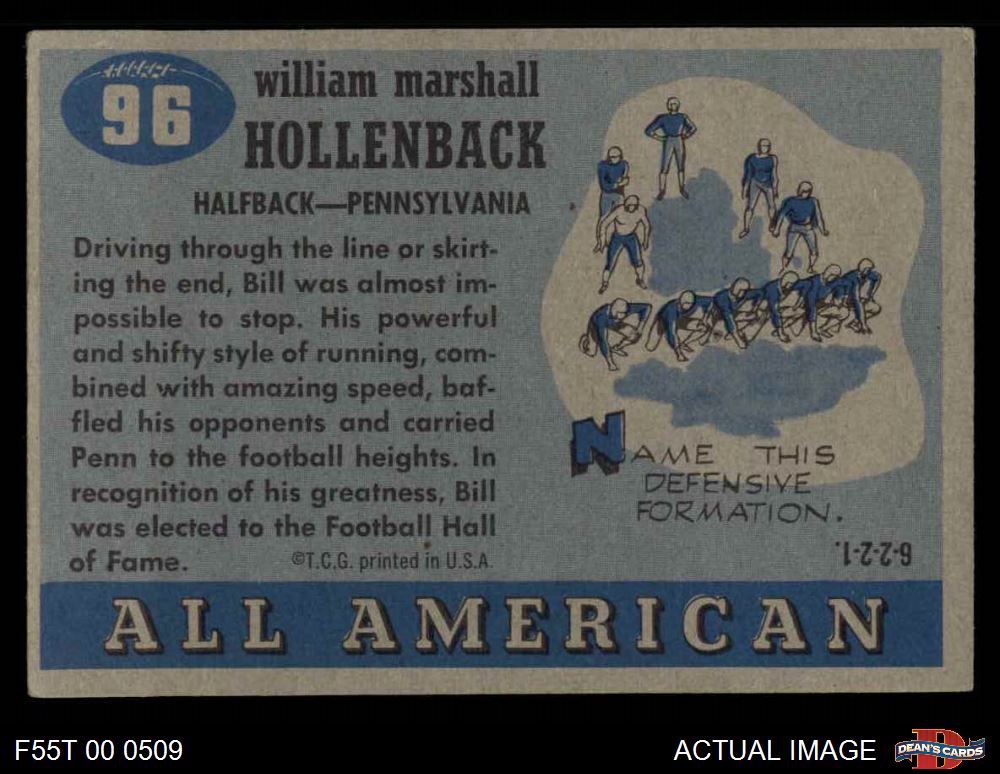 96
william marshall
HOLLENBACK
HALFBACK—PENNSYLVANIA
Driving through the line or skirt-
ing the end, Bill was almost im-
possible to stop. His powerful
and shifty style of running, com-
bined with amazing speed, baf-
fled his opponents and carried
Penn to the football heights. In
recognition of his greatness, Bill
was elected to the Football Hall
of Fame.
©T.C.G. printed in U.S.A.
NAME THIS
DEFENSIVE
FORMATION.
6-2-2-1.
ALL AMERICAN
F55T 00 0509
ACTUAL IMAGE
DEAN'S CARDS